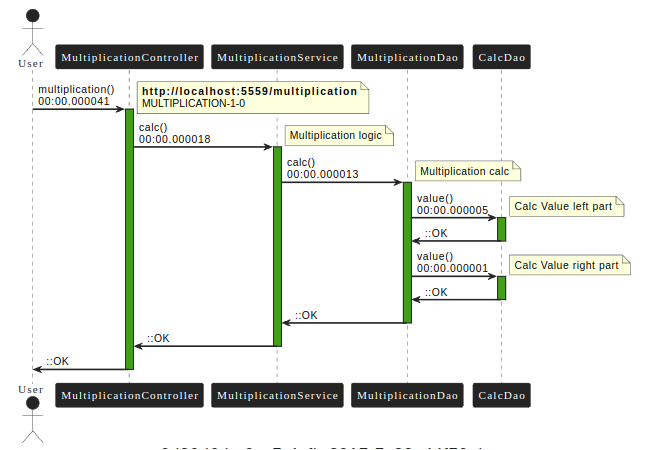 User
MultiplicationController
MultiplicationService
MultiplicationDao
CalcDao
multiplication()
00:00.000041
http://localhost:5559/multiplication
MULTIPLICATION-1-0
calc()
00:00.000018
Multiplication logic
calc()
00:00.000013
Multiplication calc
value()
00:00.000005
Calc Value left part
::OK
value()
00:00.000001
Calc Value right part
::OK
::OK
::OK
::OK
User
MultiplicationController
MultiplicationService
MultiplicationDao
CalcDao